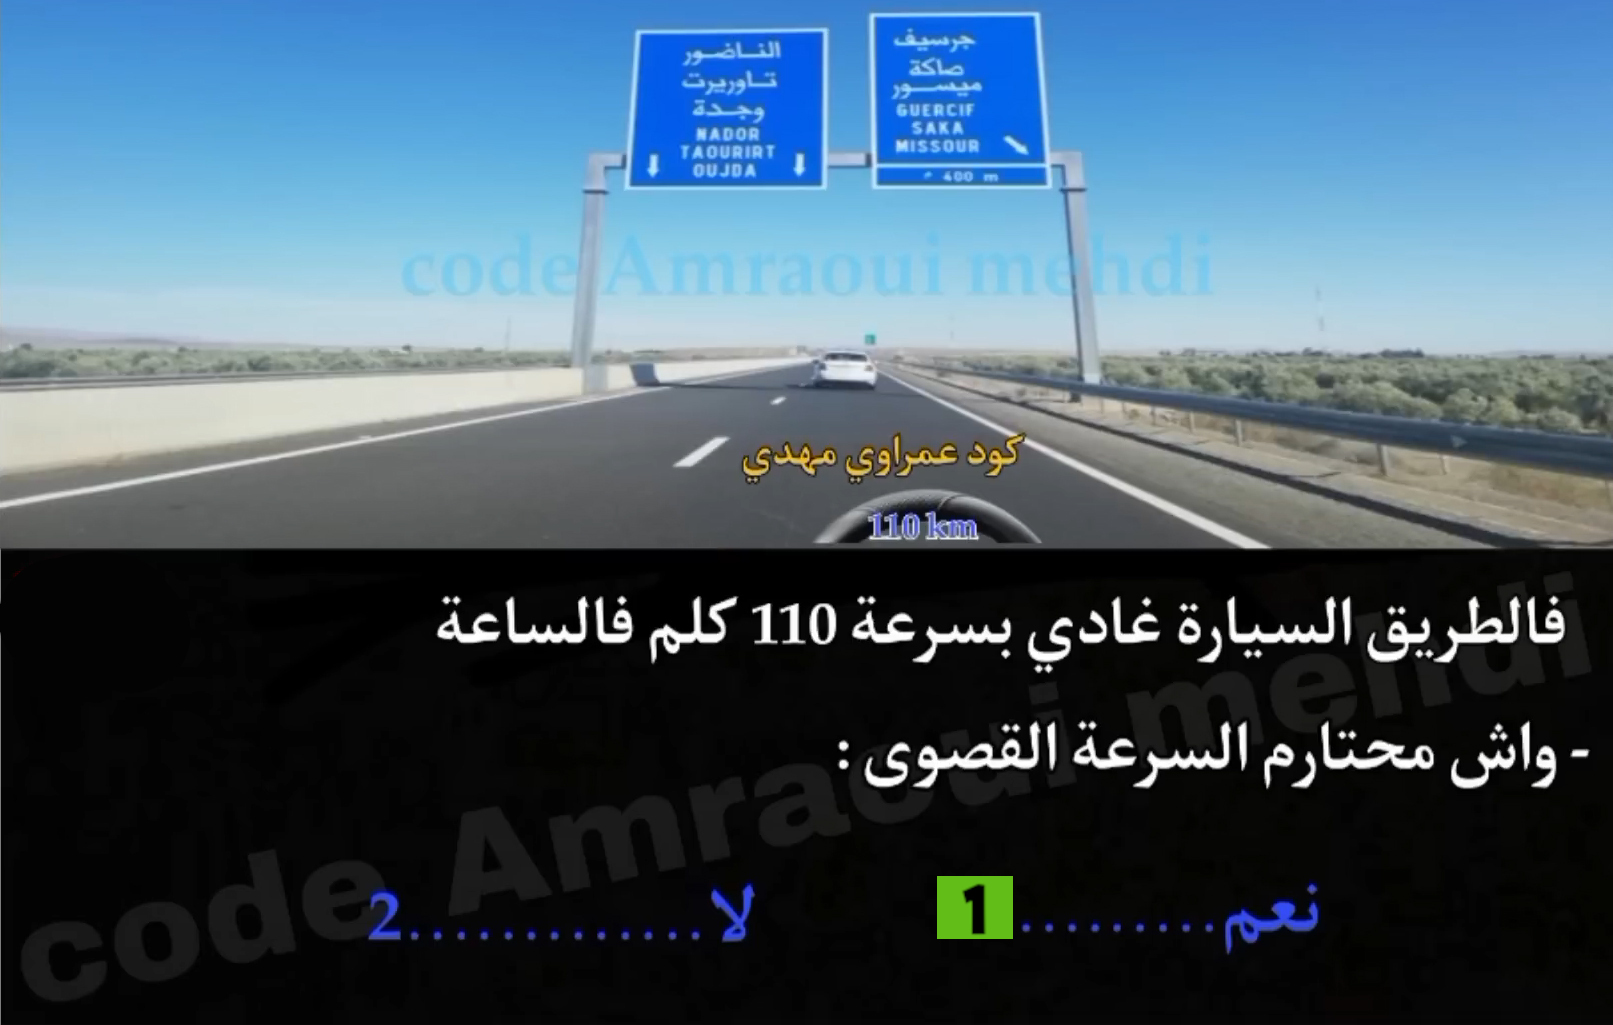 الناضور
تاوريرت
وجدة
NADOR
TAOURIRT
OUJDA
جرسيف
صاكة
ميسور
GUERCIF
SAKA
MISSOUR
400 m
code Amraoui mehdi
كود عمراوي مهدي
110 km
فالطريق السيارة غادي بسرعة 110 كلم فالساعة
- واش محتارم السرعة القصوى :
نعم.........1
لا.............2
code Amraoui mehdi